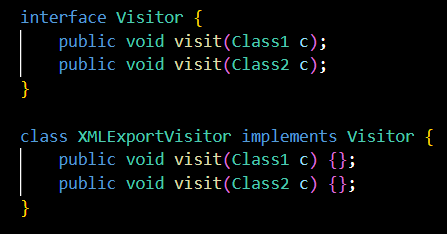 interface Visitor {
    public void visit(Class1 c);
    public void visit(Class2 c);
}
class XMLExportVisitor implements Visitor {
    public void visit(Class1 c) {};
    public void visit(Class2 c) {};
}